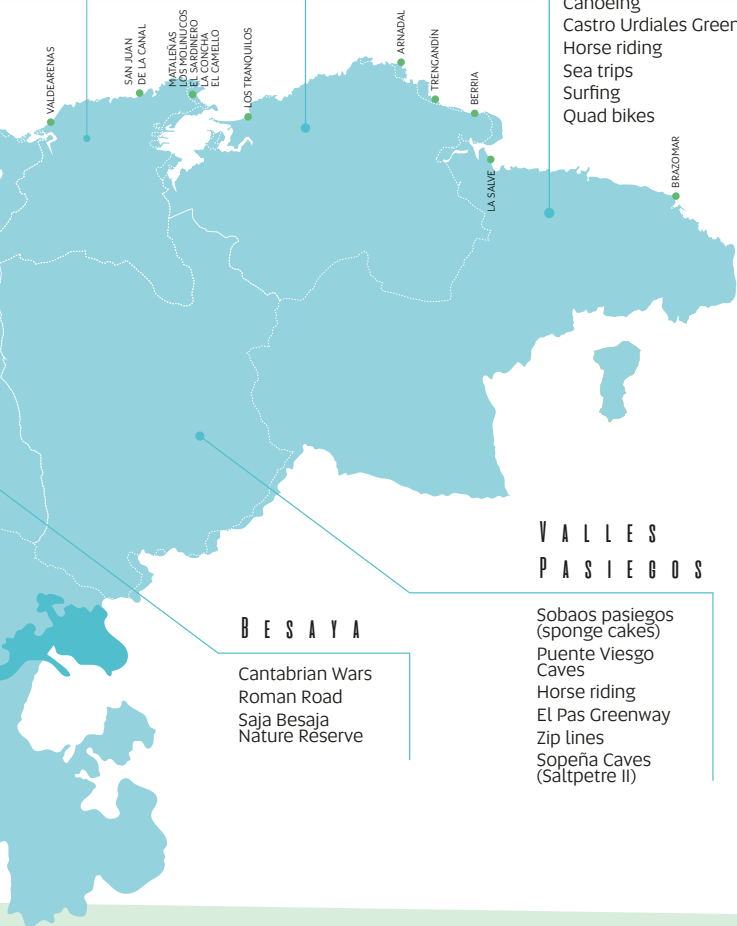 Canoeing
Castro Urdiales Green
Horse riding
Sea trips
Surfing
Quad bikes
VALDEARENAS
SAN JUAN
DE LA CANAL
MATALEÑAS
LOS MOLINUCOS
EL SARDINERO
LA CONCHA
EL CAMELLO
LOS TRANQUILOS
ARNADAL
TRENGANDÍN
BERRIA
LA SALVE
BRAZOMAR
VALLES
PASIEGOS
Sobaos pasiegos
(sponge cakes)
Puente Viesgo
Caves
Horse riding
El Pas Greenway
Zip lines
Sopeña Caves
(Saltpetre II)
BESAYA
Cantabrian Wars
Roman Road
Saja Besaja
Nature Reserve